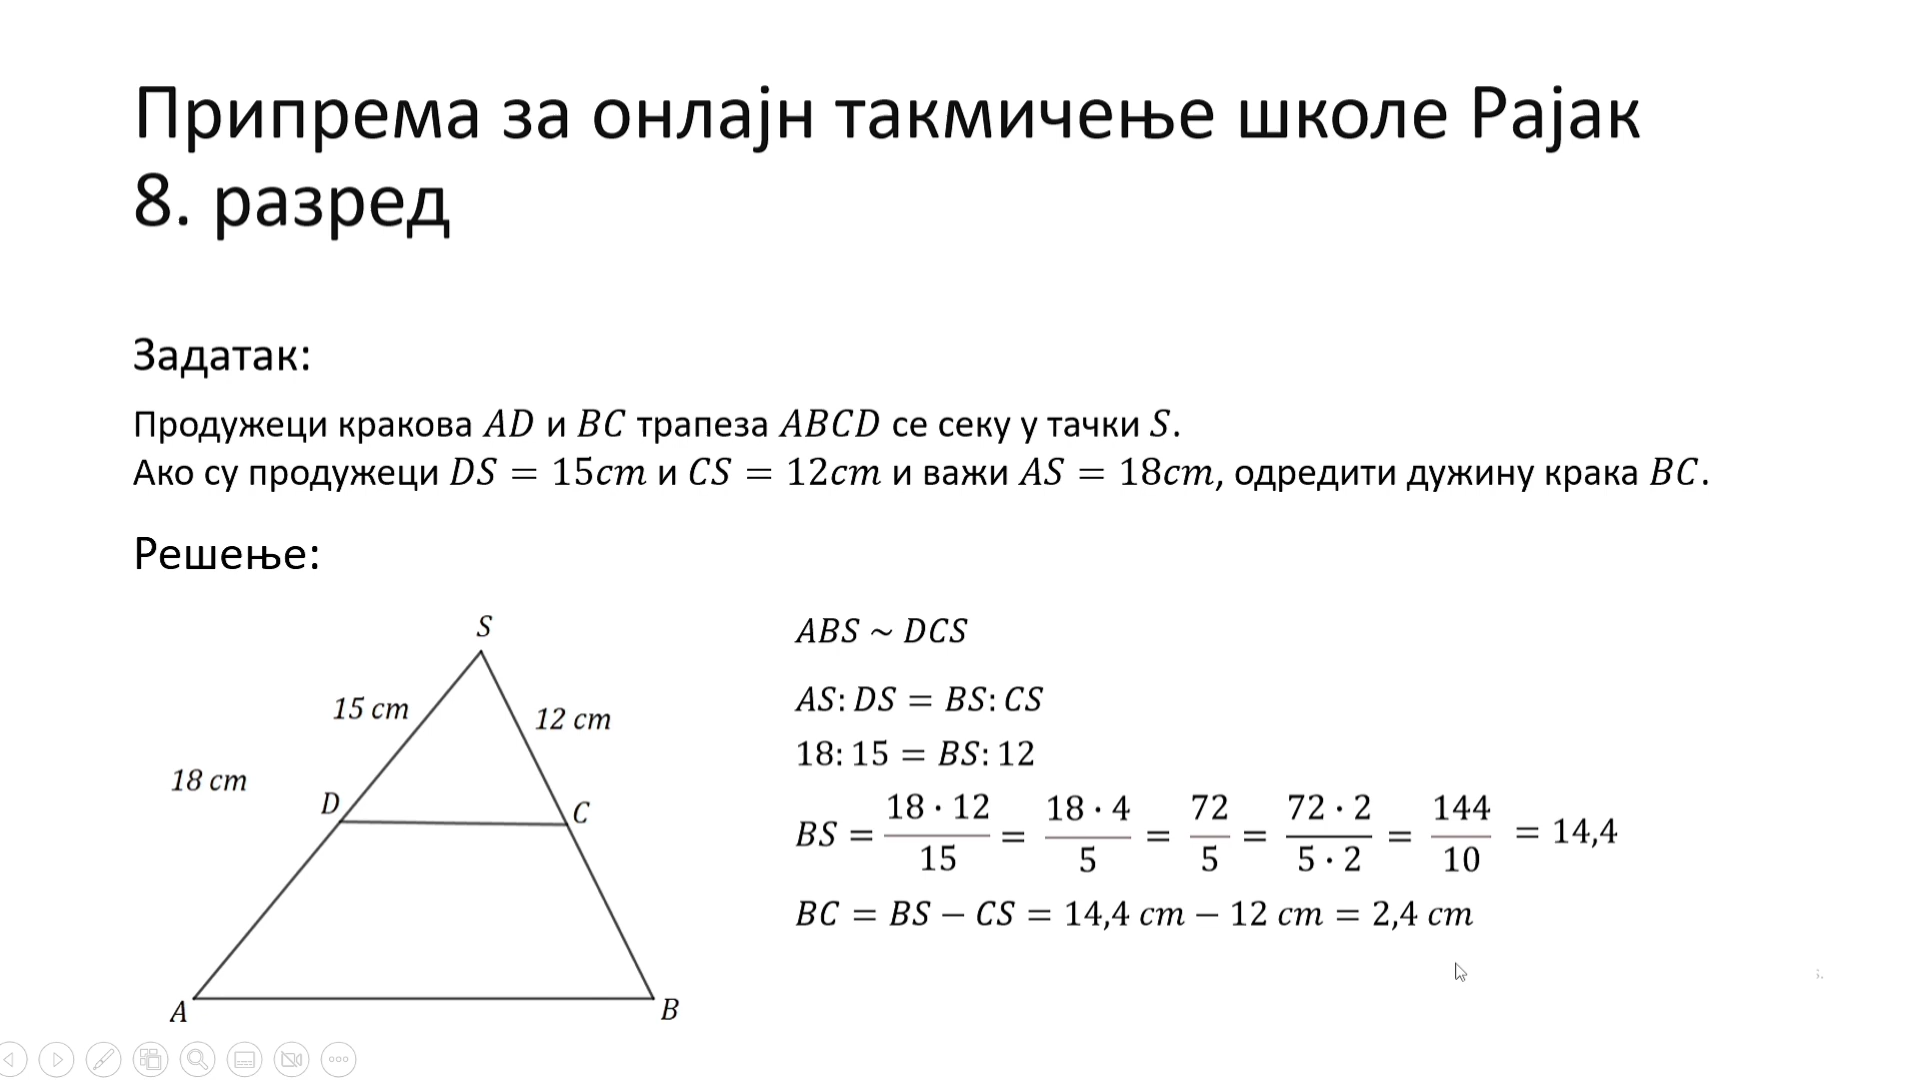 Припрема за онлајн такмичење школе Рајак
8. разред
Задатак:
Продужеци кракова AD и BC трапеза ABCD се секу у тачки S.
Ако су продужеци DS = 15cm и CS = 12cm и важи AS = 18cm, одредити дужину крака BC.
Решење:
S
15 cm
12 cm
18 cm
D
C
A
B
ABS ~ DCS
AS: DS = BS: CS
18: 15 = BS: 12
BS = 18 · 12 / 15 = 18 · 4 / 5 = 72 / 5 = 72 · 2 / 5 · 2 = 144 / 10 = 14,4
BC = BS − CS = 14,4 cm − 12 cm = 2,4 cm